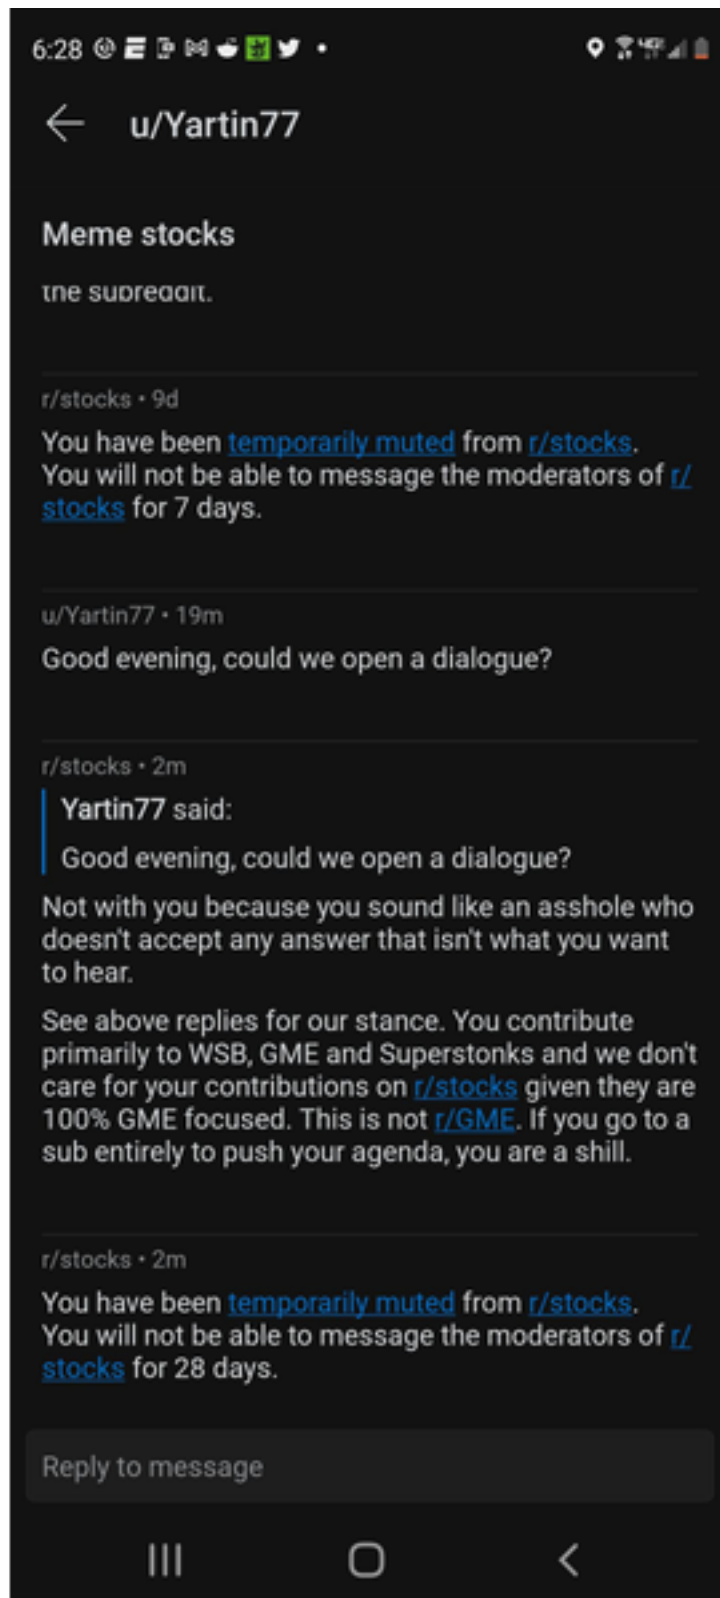 6:28
u/Yartin77
Meme stocks
the subreddit.
r/stocks • 9d
You have been temporarily muted from r/stocks.
You will not be able to message the moderators of r/
stocks for 7 days.
u/Yartin77 • 19m
Good evening, could we open a dialogue?
r/stocks • 2m
Yartin77 said:
Good evening, could we open a dialogue?
Not with you because you sound like an asshole who
doesn't accept any answer that isn't what you want
to hear.
See above replies for our stance. You contribute
primarily to WSB, GME and Superstonks and we don't
care for your contributions on r/stocks given they are
100% GME focused. This is not r/GME. If you go to a
sub entirely to push your agenda, you are a shill.
r/stocks • 2m
You have been temporarily muted from r/stocks.
You will not be able to message the moderators of r/
stocks for 28 days.
Reply to message